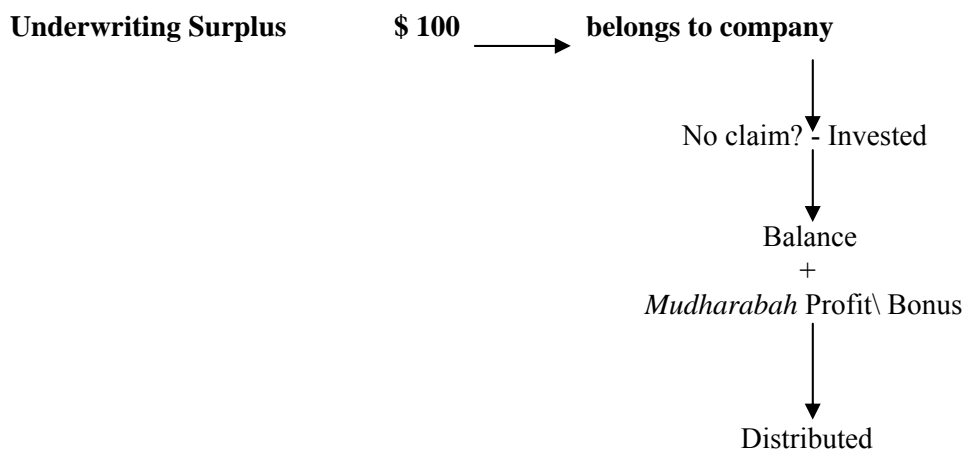 Underwriting Surplus $ 100 belongs to company
No claim? - Invested
Balance
+
Mudharabah Profit\ Bonus
Distributed